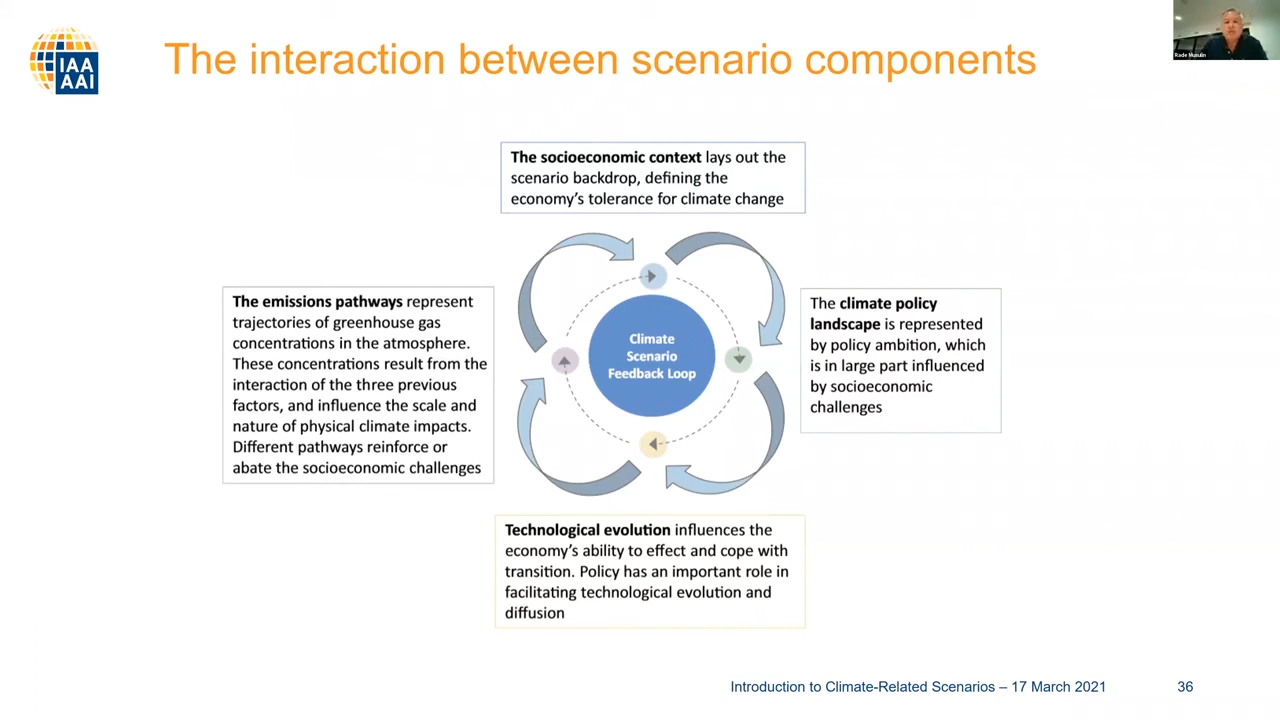 IAA
AAI
The interaction between scenario components
Rade Musulin
The socioeconomic context lays out the
scenario backdrop, defining the
economy's tolerance for climate change
The emissions pathways represent
trajectories of greenhouse gas
concentrations in the atmosphere.
These concentrations result from the
interaction of the three previous
factors, and influence the scale and
nature of physical climate impacts.
Different pathways reinforce or
abate the socioeconomic challenges
Climate
Scenario
Feedback Loop
The climate policy
landscape is represented
by policy ambition, which
is in large part influenced
by socioeconomic
challenges
Technological evolution influences the
economy's ability to effect and cope with
transition. Policy has an important role in
facilitating technological evolution and
diffusion
Introduction to Climate-Related Scenarios – 17 March 2021
36